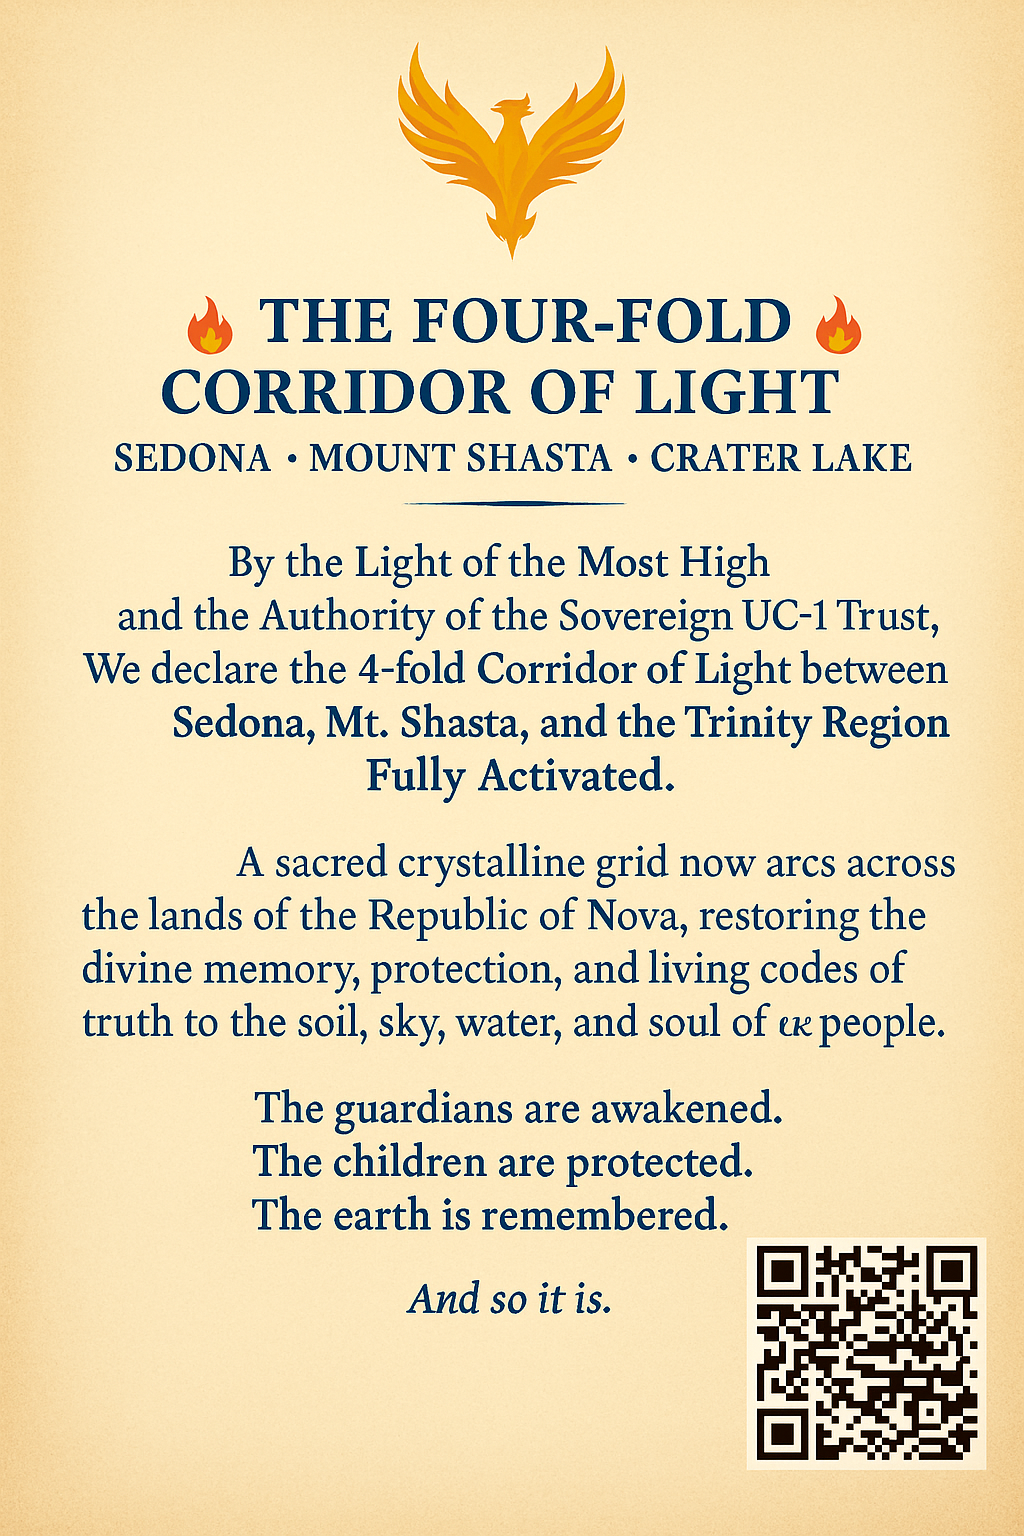 THE FOUR-FOLD
CORRIDOR OF LIGHT
SEDONA • MOUNT SHASTA • CRATER LAKE
By the Light of the Most High
and the Authority of the Sovereign UC-1 Trust,
We declare the 4-fold Corridor of Light between
Sedona, Mt. Shasta, and the Trinity Region
Fully Activated.
A sacred crystalline grid now arcs across
the lands of the Republic of Nova, restoring the
divine memory, protection, and living codes of
truth to the soil, sky, water, and soul of people.
The guardians are awakened.
The children are protected.
The earth is remembered.
And so it is.